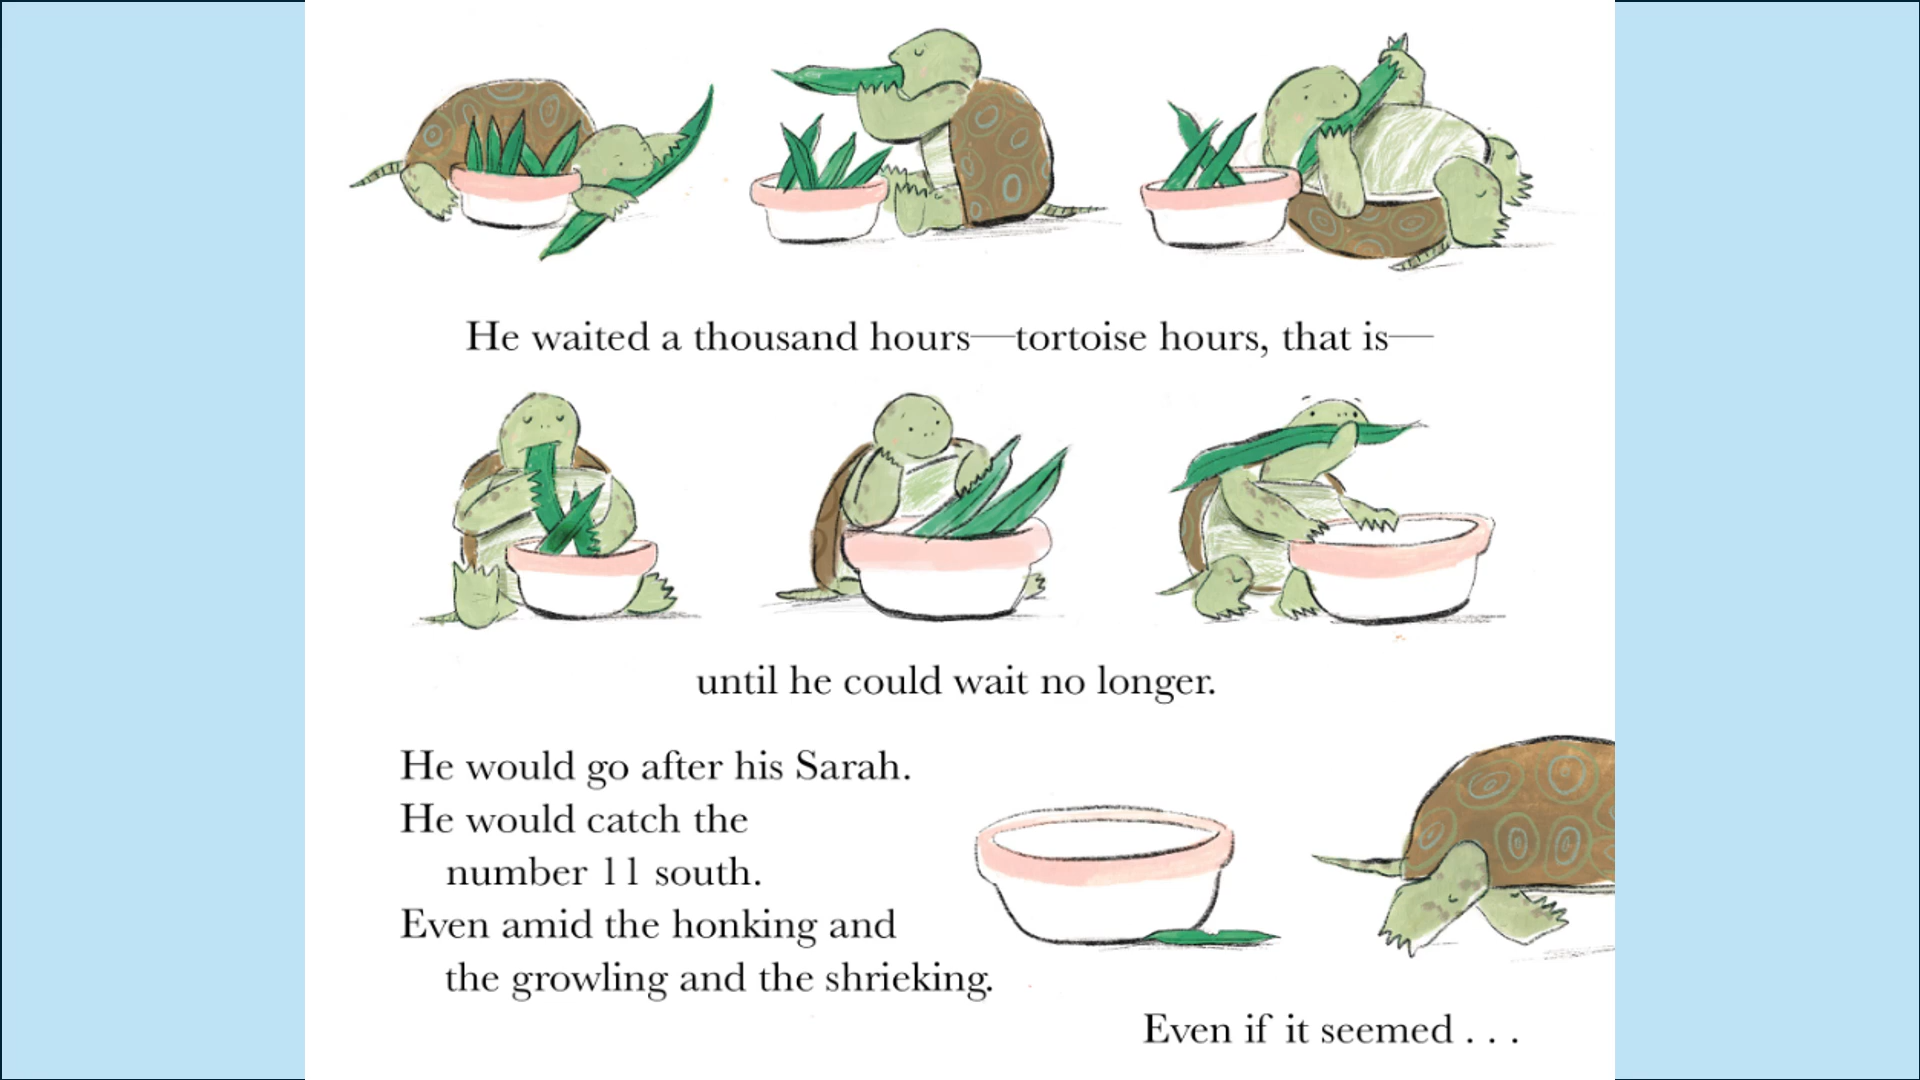 He waited a thousand hours—tortoise hours, that is—
until he could wait no longer.
He would go after his Sarah.
He would catch the
number 11 south.
Even amid the honking and
the growling and the shrieking.
Even if it seemed . . .